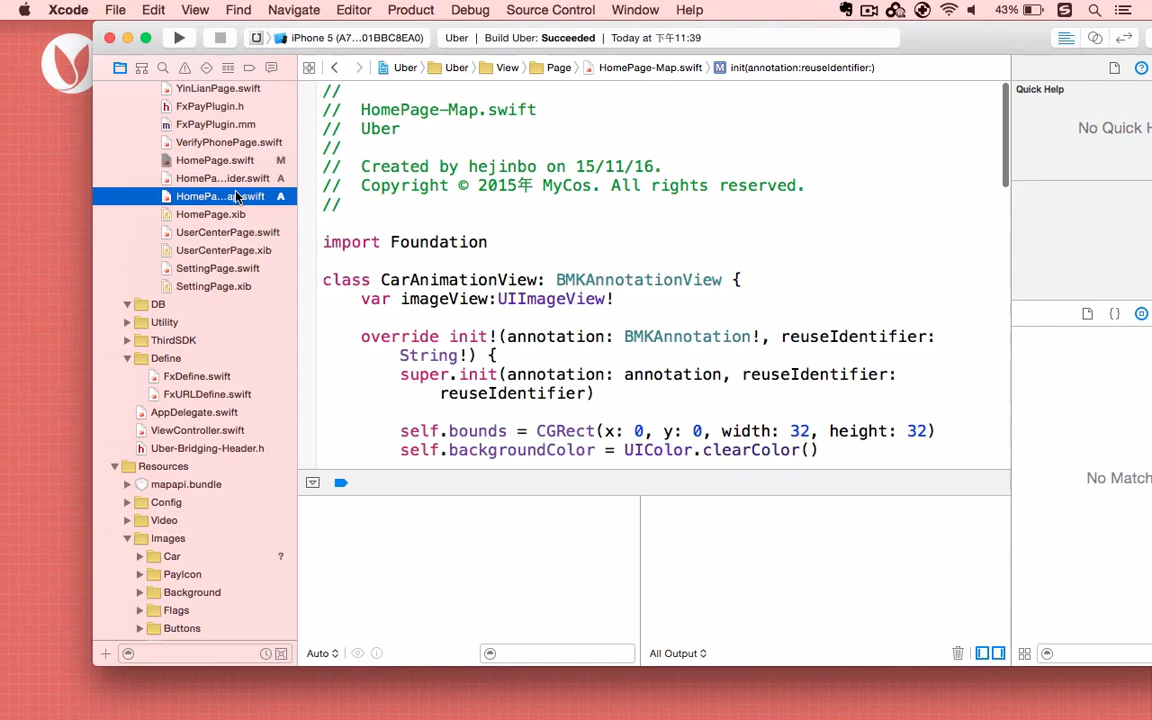 Xcode File Edit View Find Navigate Editor Product Debug Source Control Window Help 43%
iPhone 5 (A7...01BBC8EA0) Uber | Build Uber: Succeeded | Today at 下午11:39
Uber Uber View Page HomePage-Map.swift M init(annotation:reuseIdentifier:)
YinLianPage.swift
FxPayPlugin.h
FxPayPlugin.mm
VerifyPhonePage.swift
HomePage.swift M
HomePa...ider.swift A
HomePa...ap.swift A
HomePage.xib
UserCenterPage.swift
UserCenterPage.xib
SettingPage.swift
SettingPage.xib
DB
Utility
ThirdSDK
Define
FxDefine.swift
FxURLDefine.swift
AppDelegate.swift
ViewController.swift
Uber-Bridging-Header.h
Resources
mapapi.bundle
Config
Video
Images
Car ?
PayIcon
Background
Flags
Buttons
//
// HomePage-Map.swift
// Uber
//
// Created by hejinbo on 15/11/16.
// Copyright © 2015年 MyCos. All rights reserved.
//
import Foundation
class CarAnimationView: BMKAnnotationView {
var imageView:UIImageView!
override init!(annotation: BMKAnnotation!, reuseIdentifier:
String!) {
super.init(annotation: annotation, reuseIdentifier:
reuseIdentifier)
self.bounds = CGRect(x: 0, y: 0, width: 32, height: 32)
self.backgroundColor = UIColor.clearColor()
Auto
All Output
Quick Help
No Quick H
{ }
No Match